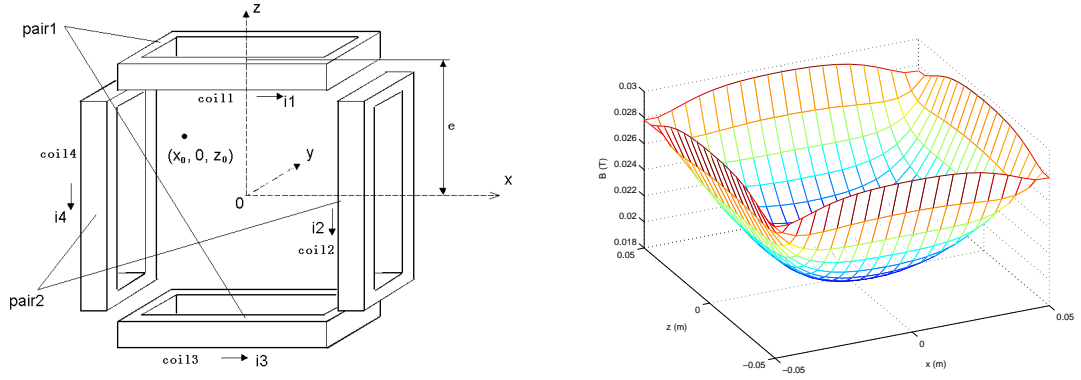 pair1
z
coil1
i1
e
coil4
(x₀, 0, z₀)
y
x
0
i4
i2
coil2
pair2
coil3
i3
0.03
0.028
0.026
0.024
0.022
0.02
0.018
B (T)
0.05
0
−0.05
z (m)
−0.05
0
0.05
x (m)